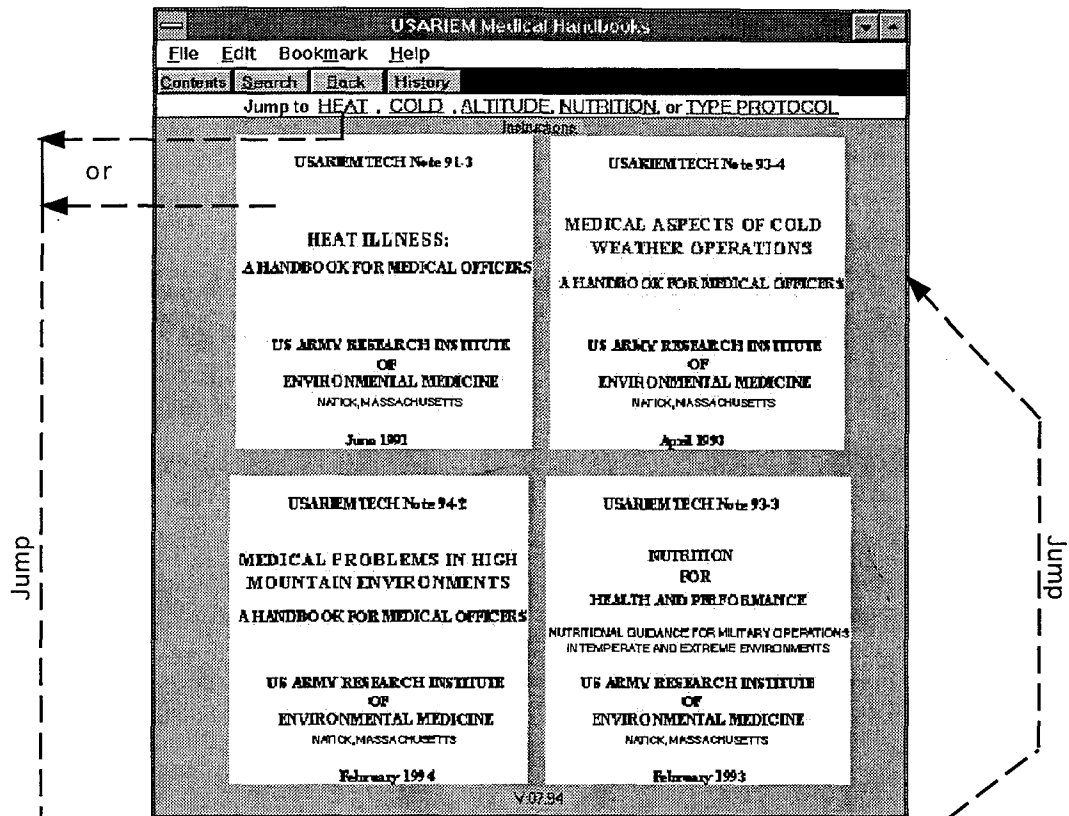 USARIEM Medical Handbooks
File Edit Bookmark Help
Contents Search Back History
Jump to HEAT , COLD , ALTITUDE, NUTRITION, or TYPE PROTOCOL
Instructions
or
USARIEM TECH Note 91-3
HEAT ILLNESS:
A HANDBOOK FOR MEDICAL OFFICERS
US ARMY RESEARCH INSTITUTE
OF
ENVIRONMENTAL MEDICINE
NATICK, MASSACHUSETTS
June 1991
USARIEM TECH Note 93-4
MEDICAL ASPECTS OF COLD
WEATHER OPERATIONS
A HANDBOOK FOR MEDICAL OFFICERS
US ARMY RESEARCH INSTITUTE
OF
ENVIRONMENTAL MEDICINE
NATICK, MASSACHUSETTS
April 1993
USARIEM TECH Note 94-2
MEDICAL PROBLEMS IN HIGH
MOUNTAIN ENVIRONMENTS
A HANDBOOK FOR MEDICAL OFFICERS
US ARMY RESEARCH INSTITUTE
OF
ENVIRONMENTAL MEDICINE
NATICK, MASSACHUSETTS
February 1994
USARIEM TECH Note 93-3
NUTRITION
FOR
HEALTH AND PERFORMANCE
NUTRITIONAL GUIDANCE FOR MILITARY OPERATIONS
IN TEMPERATE AND EXTREME ENVIRONMENTS
US ARMY RESEARCH INSTITUTE
OF
ENVIRONMENTAL MEDICINE
NATICK, MASSACHUSETTS
February 1993
V.07.94
Jump
Jump